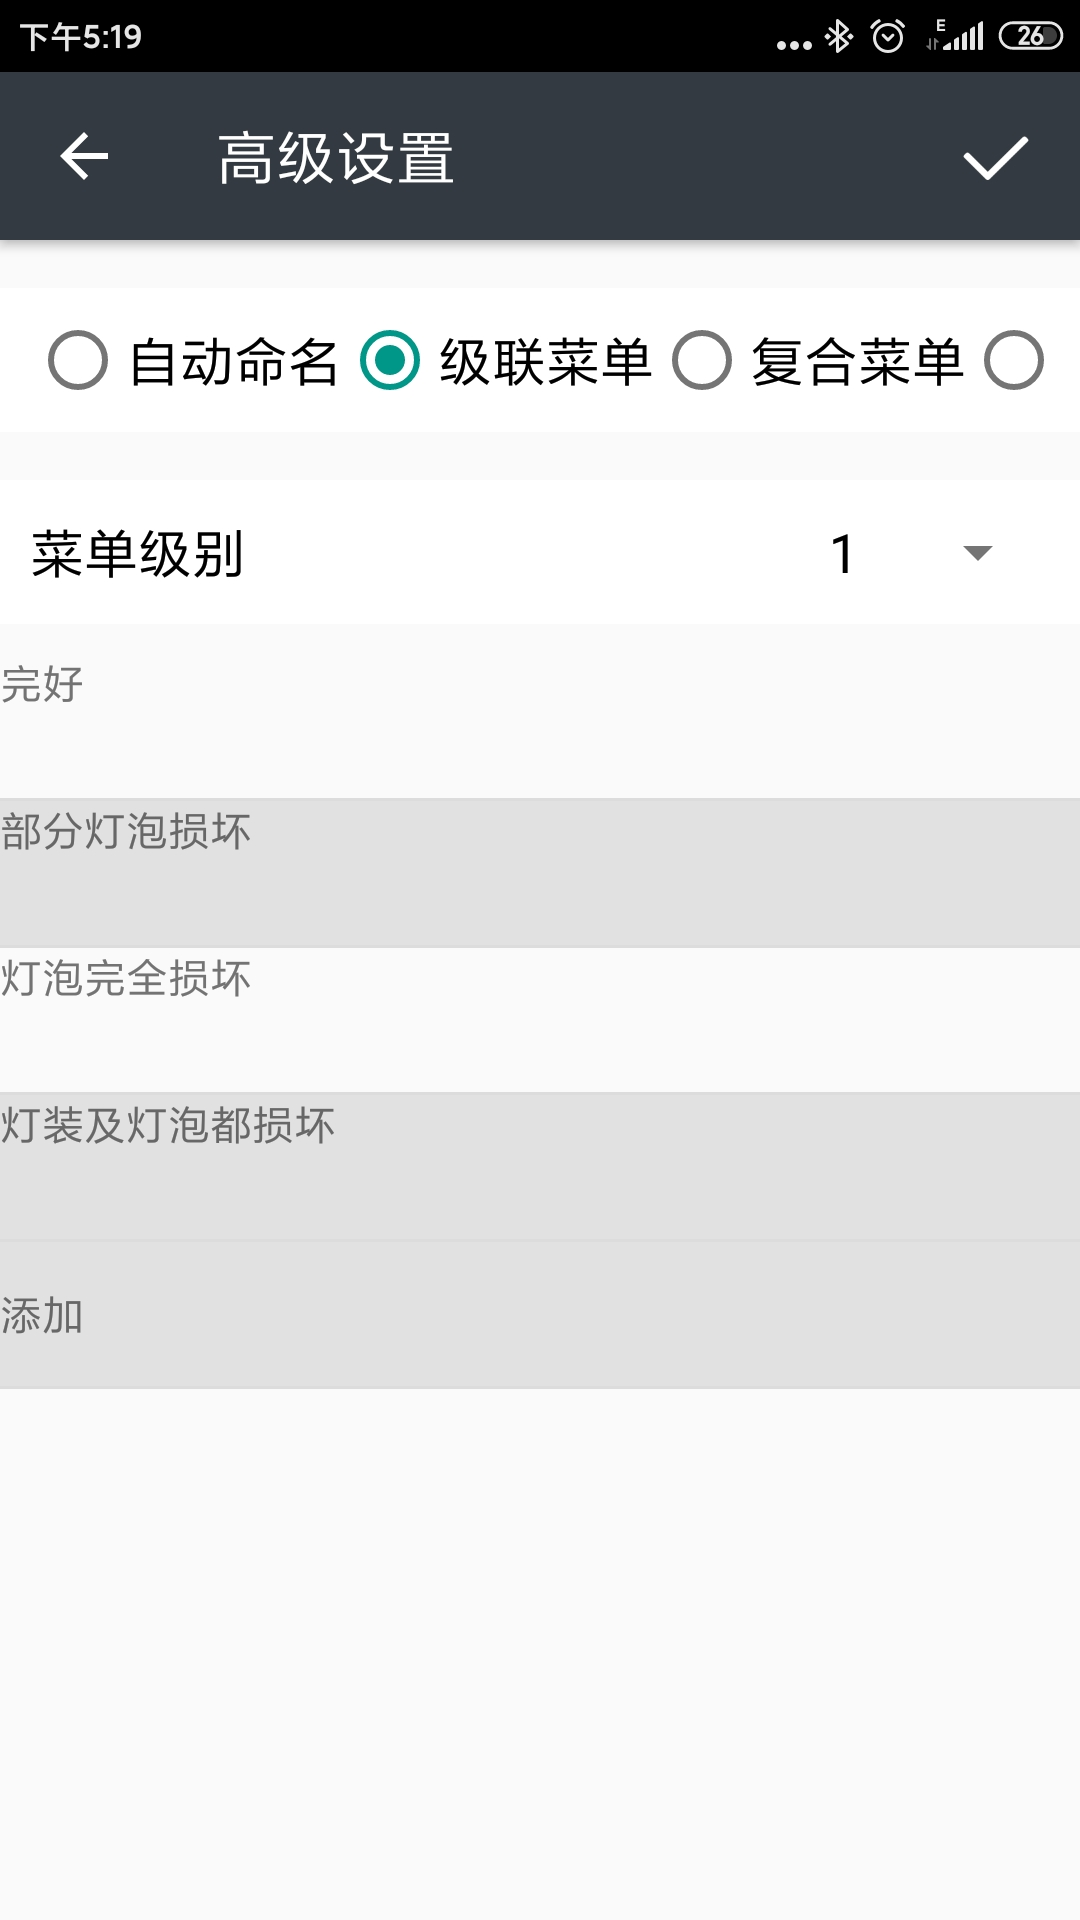 下午5:19 E 26
高级设置
自动命名 级联菜单 复合菜单
菜单级别 1
完好
部分灯泡损坏
灯泡完全损坏
灯装及灯泡都损坏
添加